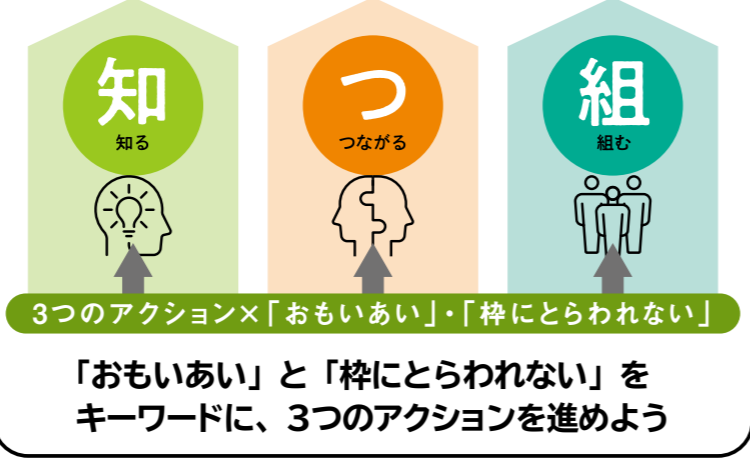 知
知る
つ
つながる
組
組む
3つのアクション×「おもいあい」・「枠にとらわれない」
「おもいあい」と「枠にとらわれない」を
キーワードに、3つのアクションを進めよう